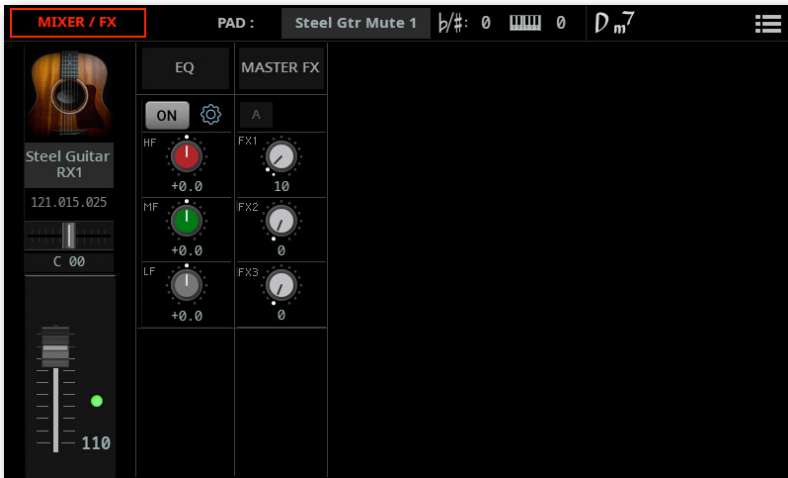 MIXER / FX PAD : Steel Gtr Mute 1 ♭/♯: 0 0 Dm7
EQ MASTER FX
ON A
Steel Guitar
RX1
121.015.025
C 00
110
HF
+0.0
MF
+0.0
LF
+0.0
FX1
10
FX2
0
FX3
0